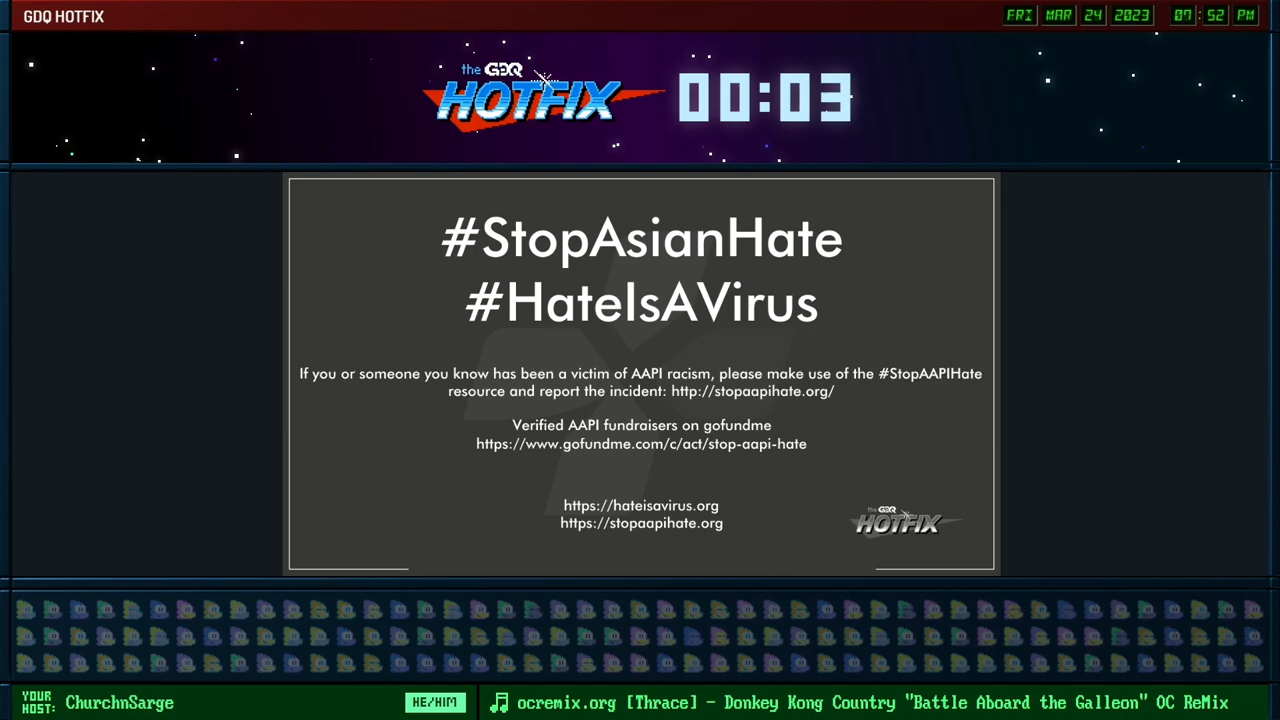 GDQ HOTFIX
FRI MAR 24 2023 07:52 PM
the GDQ
HOTFIX
00:03
#StopAsianHate
#HateIsAVirus
If you or someone you know has been a victim of AAPI racism, please make use of the #StopAAPIHate
resource and report the incident: http://stopaapihate.org/
Verified AAPI fundraisers on gofundme
https://www.gofundme.com/c/act/stop-aapi-hate
https://hateisavirus.org
https://stopaapihate.org
the GDQ
HOTFIX
YOUR
HOST:
ChurchnSarge
HE/HIM
ocremix.org [Thrace] - Donkey Kong Country "Battle Aboard the Galleon" OC ReMix